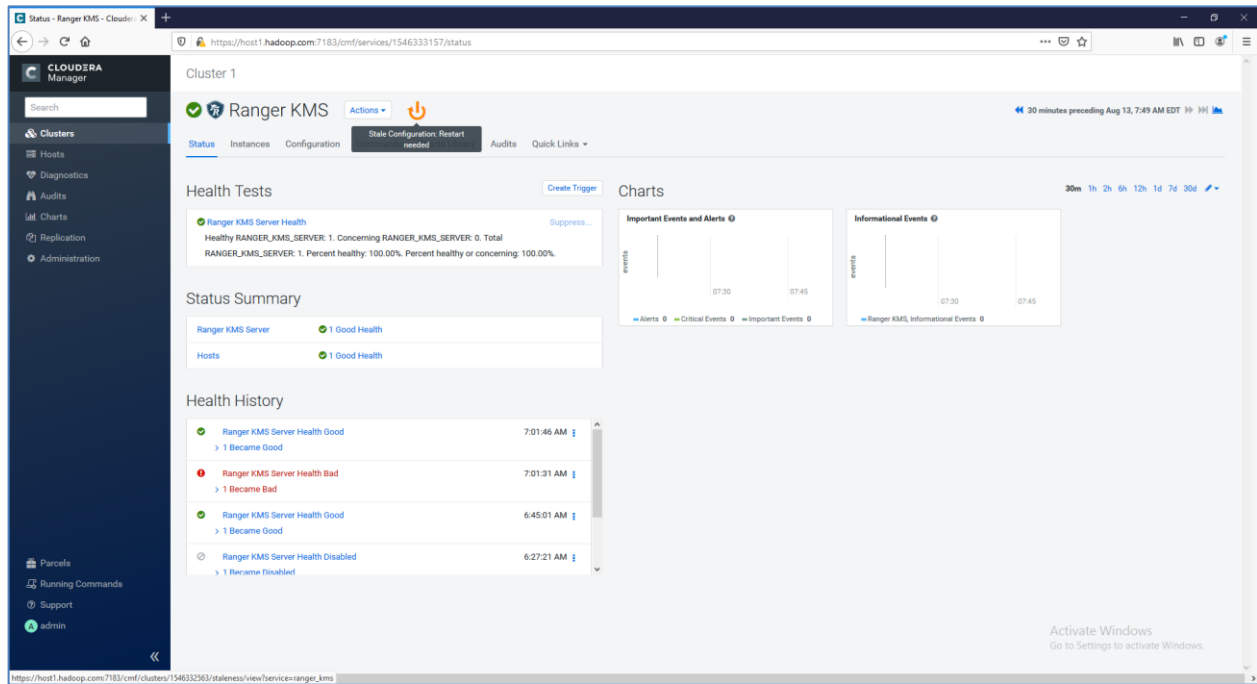 Status - Ranger KMS - Clouder
https://host1.hadoop.com:7183/cmf/services/1546333157/status
CLOUDERA
Manager
Search
Clusters
Hosts
Diagnostics
Audits
Charts
Replication
Administration
Parcels
Running Commands
Support
A admin
Cluster 1
Ranger KMS
Actions
30 minutes preceding Aug 13, 7:49 AM EDT
Stale Configuration: Restart
needed
Status Instances Configuration Audits Quick Links
Health Tests
Create Trigger
Ranger KMS Server Health
Suppress...
Healthy RANGER_KMS_SERVER: 1. Concerning RANGER_KMS_SERVER: 0. Total
RANGER_KMS_SERVER: 1. Percent healthy: 100.00%. Percent healthy or concerning: 100.00%.
Status Summary
Ranger KMS Server 1 Good Health
Hosts 1 Good Health
Health History
Ranger KMS Server Health Good 7:01:46 AM
1 Became Good
Ranger KMS Server Health Bad 7:01:31 AM
1 Became Bad
Ranger KMS Server Health Good 6:45:01 AM
1 Became Good
Ranger KMS Server Health Disabled 6:27:21 AM
1 Became Disabled
Charts
30m 1h 2h 6h 12h 1d 7d 30d
Important Events and Alerts
events
07:30 07:45
Alerts 0 Critical Events 0 Important Events 0
Informational Events
events
07:30 07:45
Ranger KMS, Informational Events 0
Activate Windows
Go to Settings to activate Windows.
https://host1.hadoop.com:7183/cmf/clusters/1546332563/staleness/view?service=ranger_kms